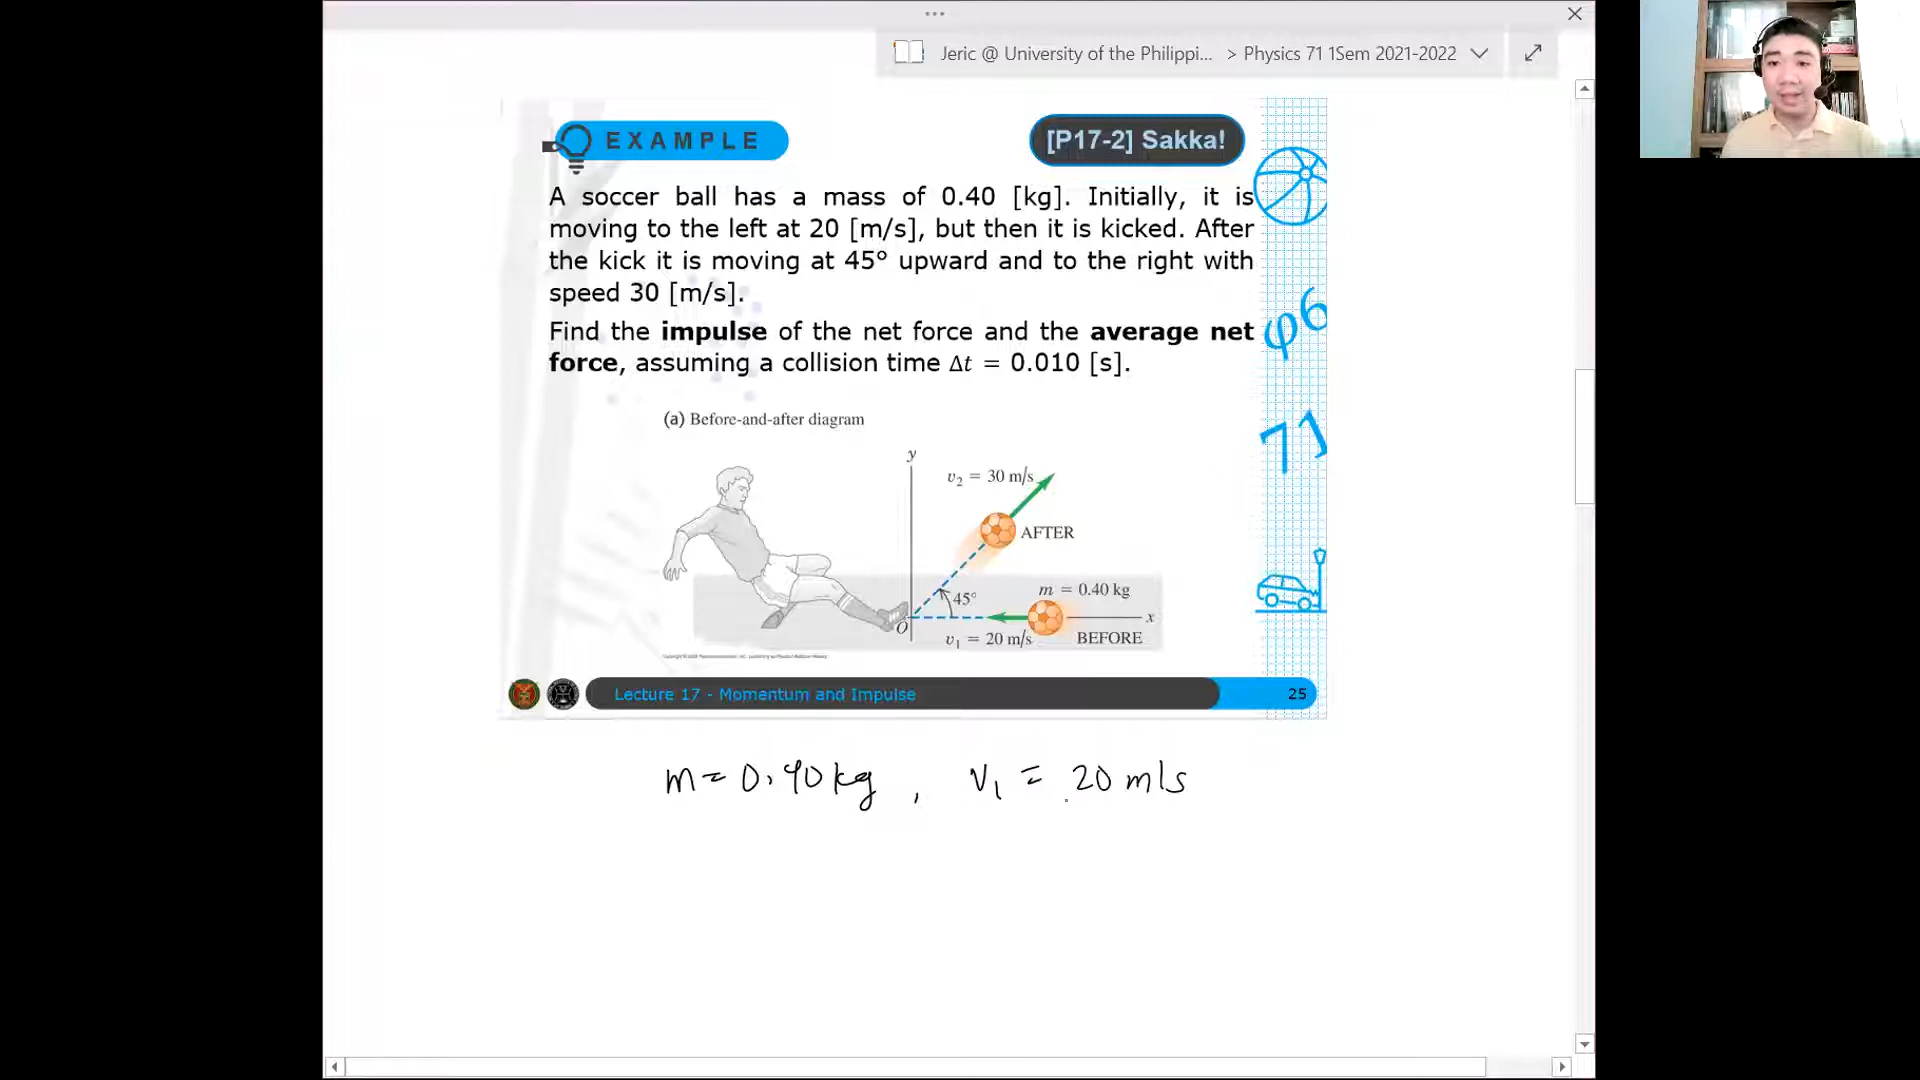 Jeric @ University of the Philippi... > Physics 71 1Sem 2021-2022
EXAMPLE
[P17-2] Sakka!
A soccer ball has a mass of 0.40 [kg]. Initially, it is
moving to the left at 20 [m/s], but then it is kicked. After
the kick it is moving at 45° upward and to the right with
speed 30 [m/s].
Find the impulse of the net force and the average net
force, assuming a collision time Δt = 0.010 [s].
φ6
71
(a) Before-and-after diagram
y
v₂ = 30 m/s
AFTER
m = 0.40 kg
45°
x
O
v₁ = 20 m/s
BEFORE
Lecture 17 - Momentum and Impulse
25
m = 0.40 kg , v₁ = 20 m/s